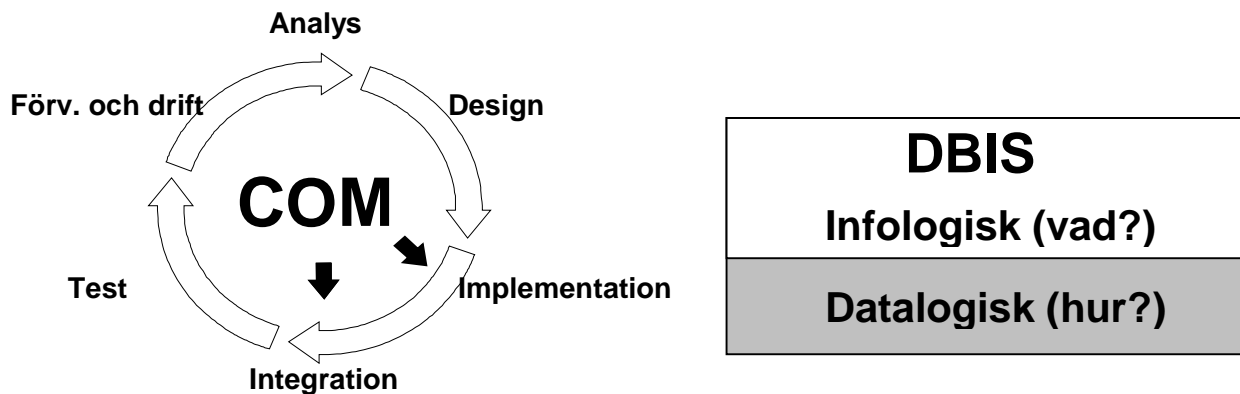 Analys
Förv. och drift
Design
COM
Test
Implementation
Integration
DBIS
Infologisk (vad?)
Datalogisk (hur?)